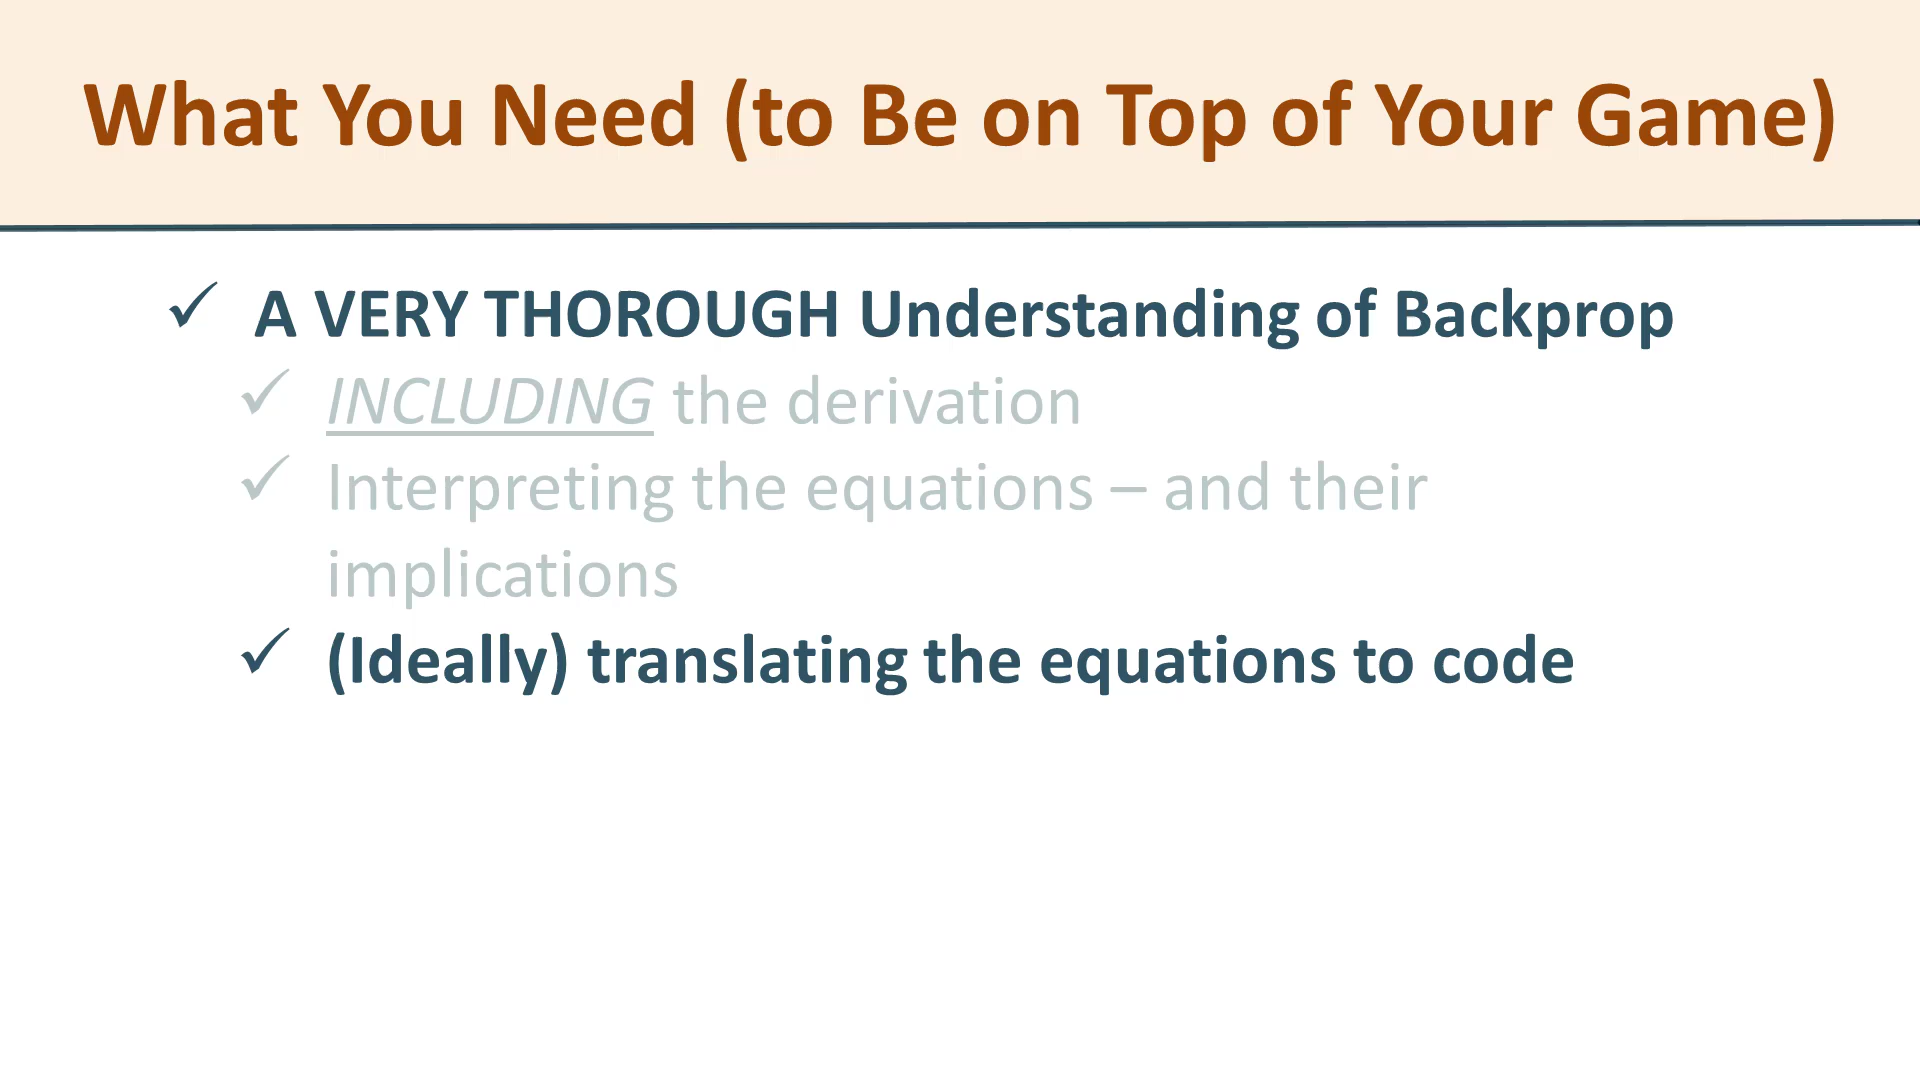 What You Need (to Be on Top of Your Game)
✓ A VERY THOROUGH Understanding of Backprop
✓ INCLUDING the derivation
✓ Interpreting the equations – and their
implications
✓ (Ideally) translating the equations to code